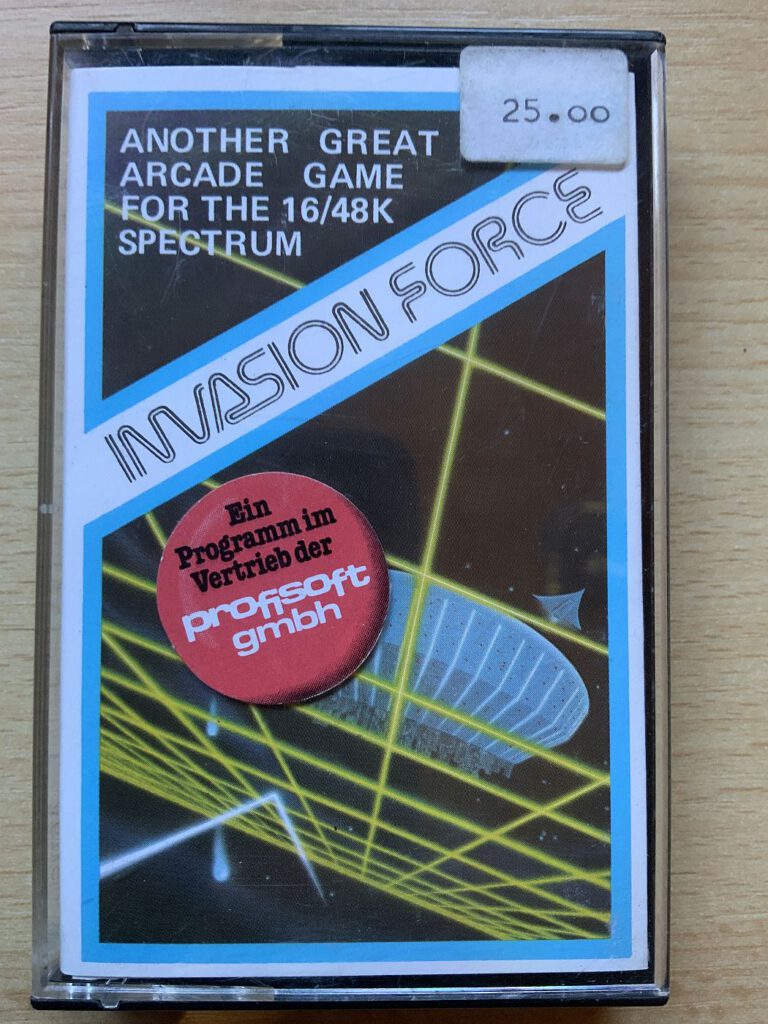 25.00
ANOTHER GREAT
ARCADE GAME
FOR THE 16/48K
SPECTRUM
INVASION FORCE
Ein
Programm im
Vertrieb der
profisoft
gmbh